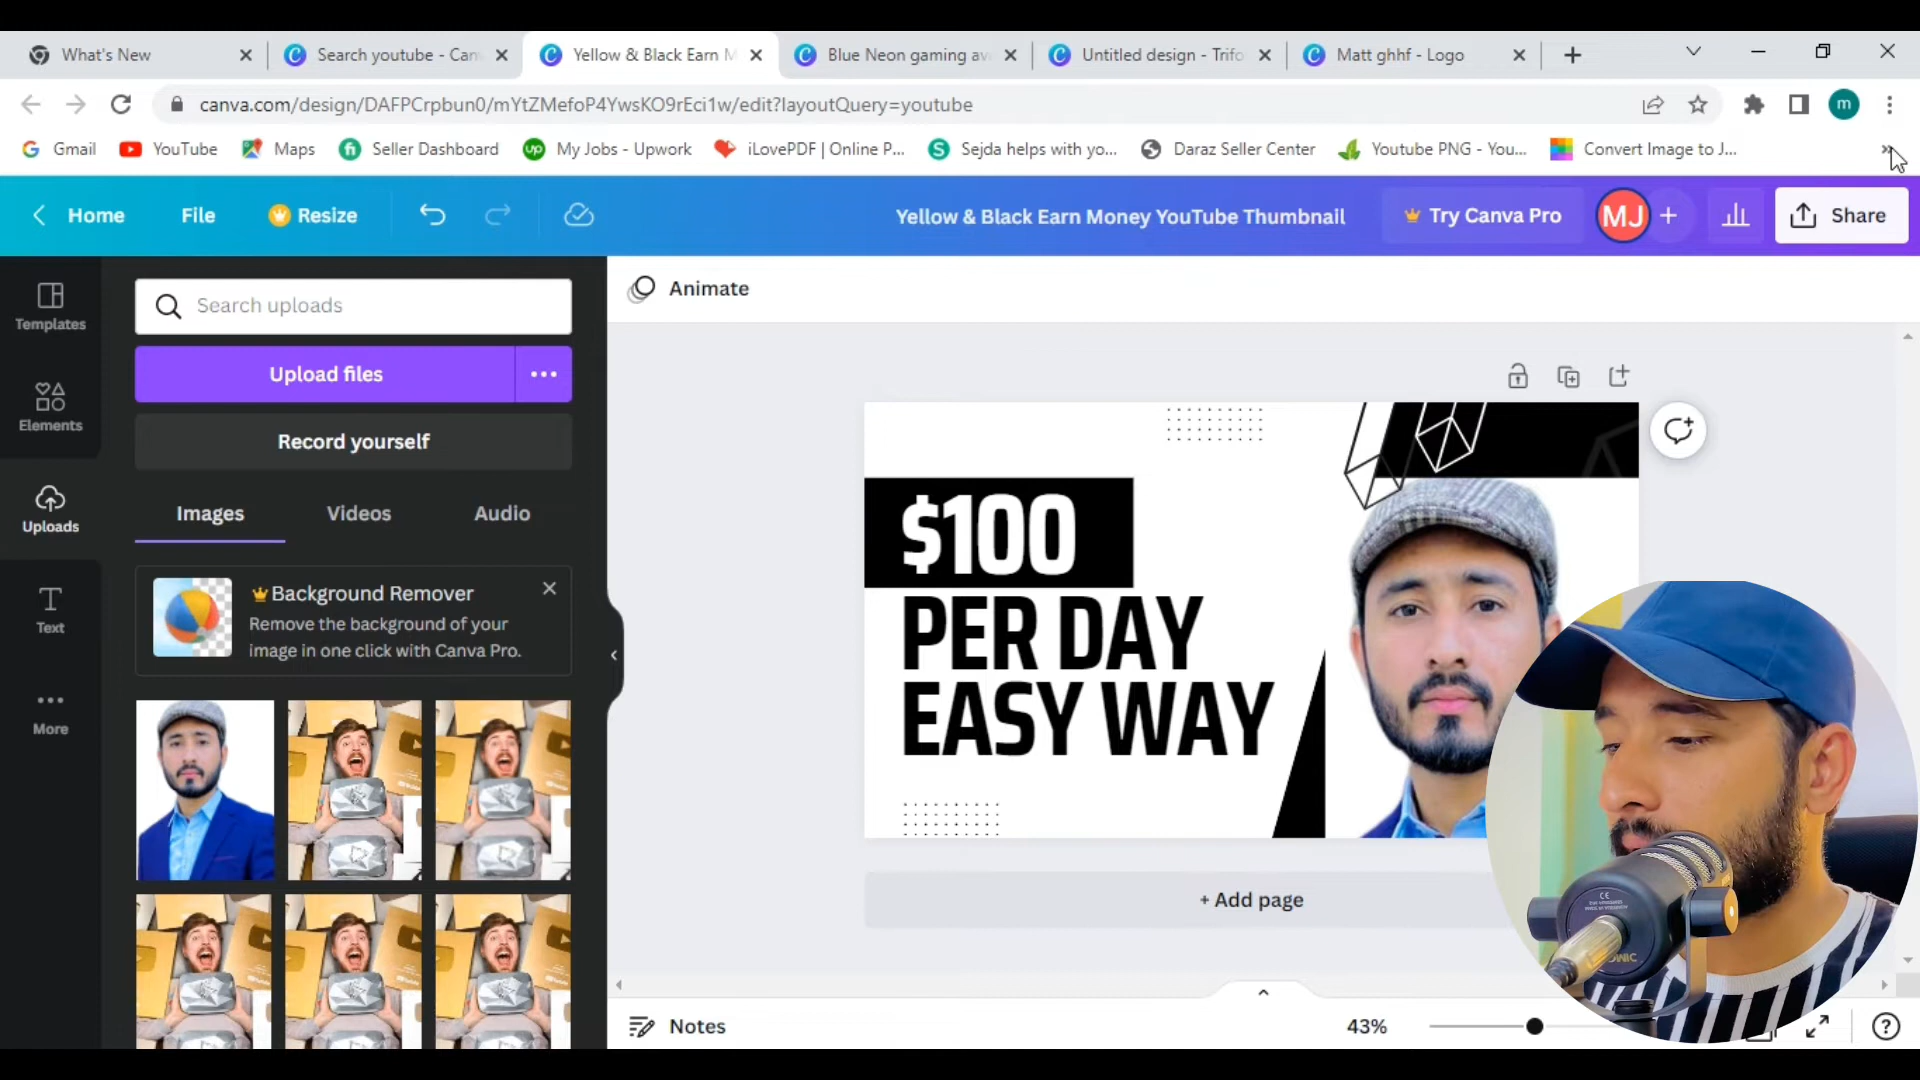 What's New
Search youtube - Can
Yellow & Black Earn M
Blue Neon gaming av
Untitled design - Trifo
Matt ghhf - Logo
canva.com/design/DAFPCrpbun0/mYtZMefoP4YwsKO9rEci1w/edit?layoutQuery=youtube
m
Gmail
YouTube
Maps
Seller Dashboard
My Jobs - Upwork
iLovePDF | Online P...
Sejda helps with yo...
Daraz Seller Center
Youtube PNG - You...
Convert Image to J...
Home
File
Resize
Yellow & Black Earn Money YouTube Thumbnail
Try Canva Pro
MJ
Share
Templates
Elements
Uploads
Text
More
Search uploads
Upload files
Record yourself
Images
Videos
Audio
Background Remover
Remove the background of your
image in one click with Canva Pro.
Animate
$100
PER DAY
EASY WAY
+ Add page
Notes
43%